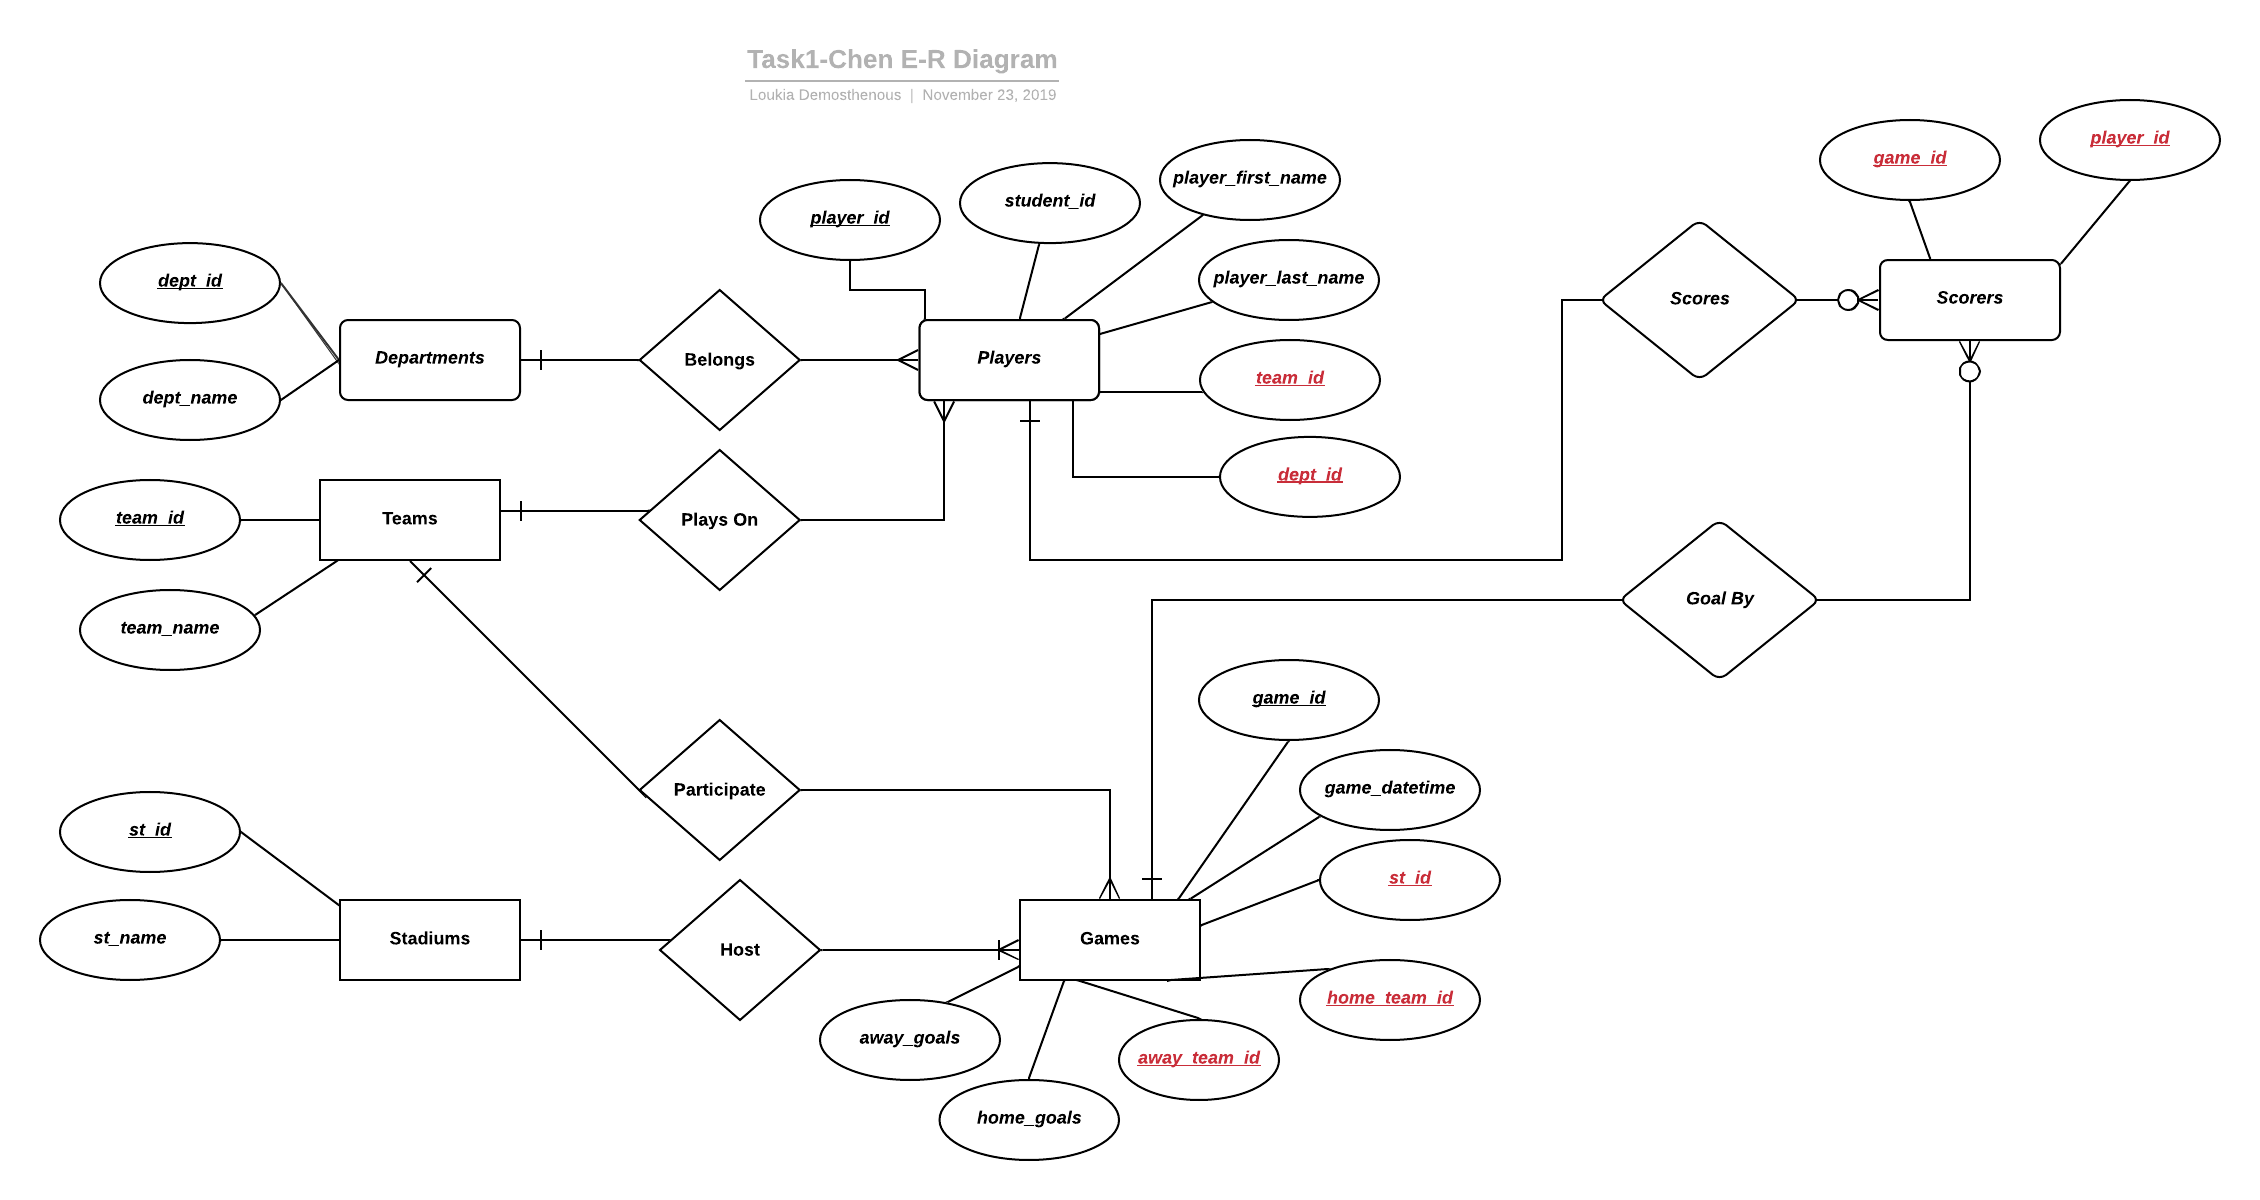 Task1-Chen E-R Diagram
Loukia Demosthenous | November 23, 2019
game_id
player_id
player_id
student_id
player_first_name
player_last_name
dept_id
dept_name
Departments
Belongs
Players
Scores
Scorers
team_id
dept_id
team_id
Teams
Plays On
team_name
Goal By
game_id
game_datetime
Participate
st_id
st_id
st_name
Stadiums
Host
Games
home_team_id
away_goals
away_team_id
home_goals